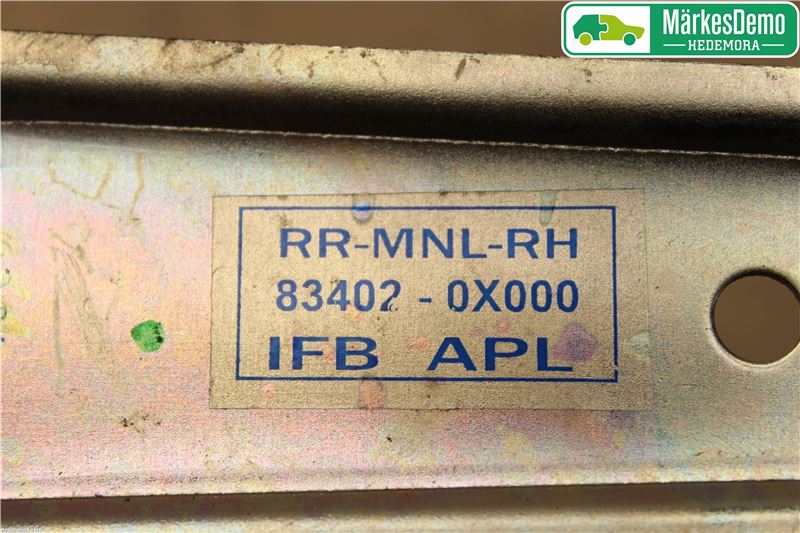 MärkesDemo
HEDEMORA
RR-MNL-RH
83402 - 0X000
IFB APL